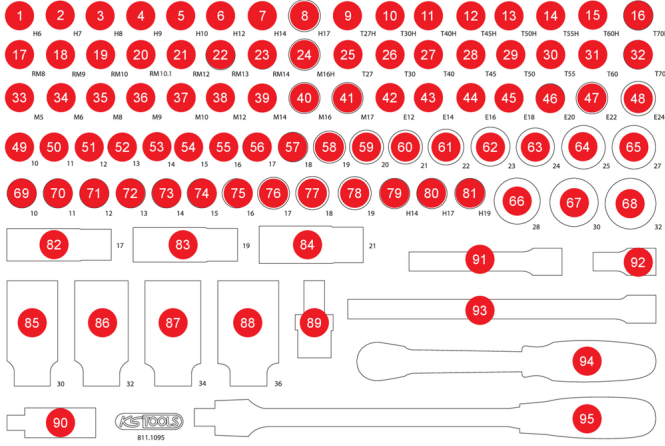 1 2 3 4 5 6 7 8 9 10 11 12 13 14 15 16
H6 H7 H8 H9 H10 H12 H14 H17 T27H T30H T40H T45H T50H T55H T60H T70H
17 18 19 20 21 22 23 24 25 26 27 28 29 30 31 32
RM8 RM9 RM10 RM10.1 RM12 RM13 RM14 M16H T27 T30 T40 T45 T50 T55 T60 T70
33 34 35 36 37 38 39 40 41 42 43 44 45 46 47 48
M5 M6 M8 M9 M10 M12 M14 M16 M17 E12 E14 E16 E18 E20 E22 E24
49 50 51 52 53 54 55 56 57 58 59 60 61 62 63 64 65
10 11 12 13 14 15 16 17 18 19 20 21 22 23 24 25 27
69 70 71 72 73 74 75 76 77 78 79 80 81 66 67 68
10 11 12 13 14 15 16 17 18 19 H14 H17 H19 28 30 32
82 17 83 19 84 21
91 92
85 86 87 88 89 93
30 32 34 36
94
90 KS TOOLS 95
811.1095